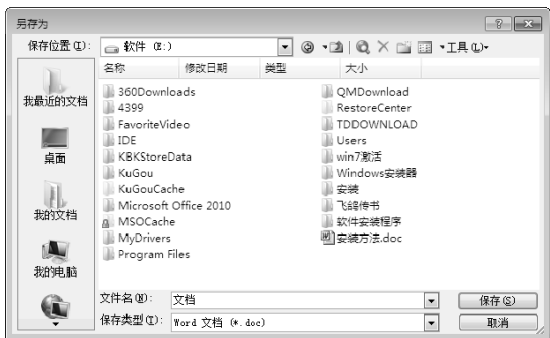 另存为
保存位置(I): 软件 (E:) 工具(L)
名称 修改日期 类型 大小
我最近的文档
桌面
我的文档
我的电脑
360Downloads
4399
FavoriteVideo
IDE
KBKStoreData
KuGou
KuGouCache
Microsoft Office 2010
MSOCache
MyDrivers
Program Files
QMDownload
RestoreCenter
TDDOWNLOAD
Users
win7激活
Windows安装器
安装
飞鸽传书
软件安装程序
安装方法.doc
文件名(N): 文档 保存(S)
保存类型(T): Word 文档 (*.doc) 取消